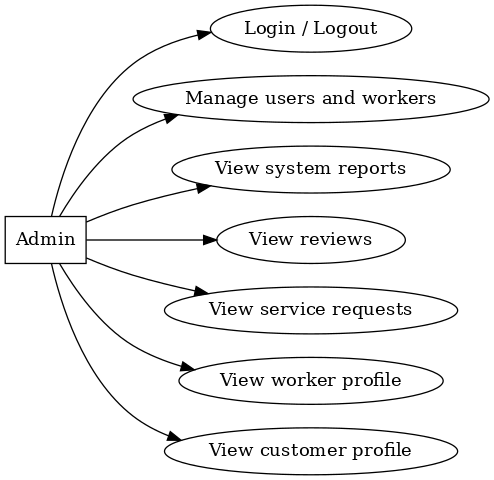 Login / Logout
Manage users and workers
View system reports
Admin
View reviews
View service requests
View worker profile
View customer profile